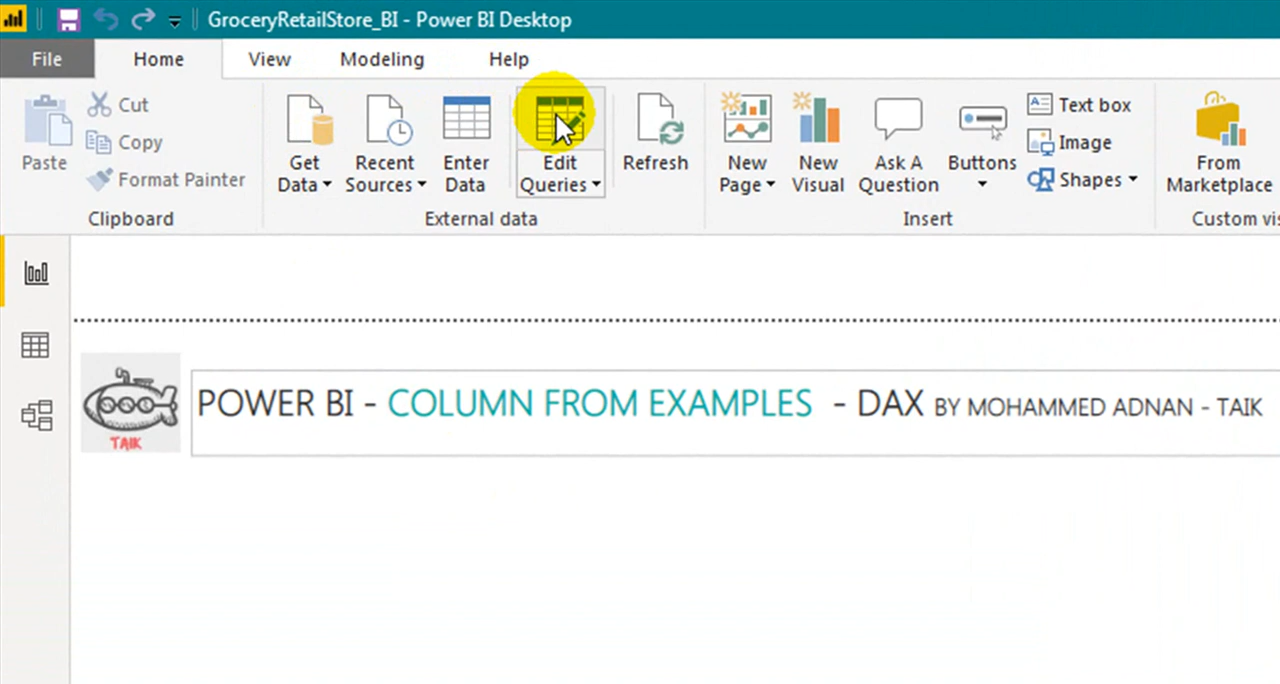 GroceryRetailStore_BI - Power BI Desktop
File Home View Modeling Help
Paste
Cut
Copy
Format Painter
Clipboard
Get
Data
Recent
Sources
Enter
Data
Edit
Queries
Refresh
External data
New
Page
New
Visual
Ask A
Question
Buttons
Text box
Image
Shapes
Insert
From
Marketplace
Custom vis
TAIK
POWER BI - COLUMN FROM EXAMPLES - DAX BY MOHAMMED ADNAN - TAIK